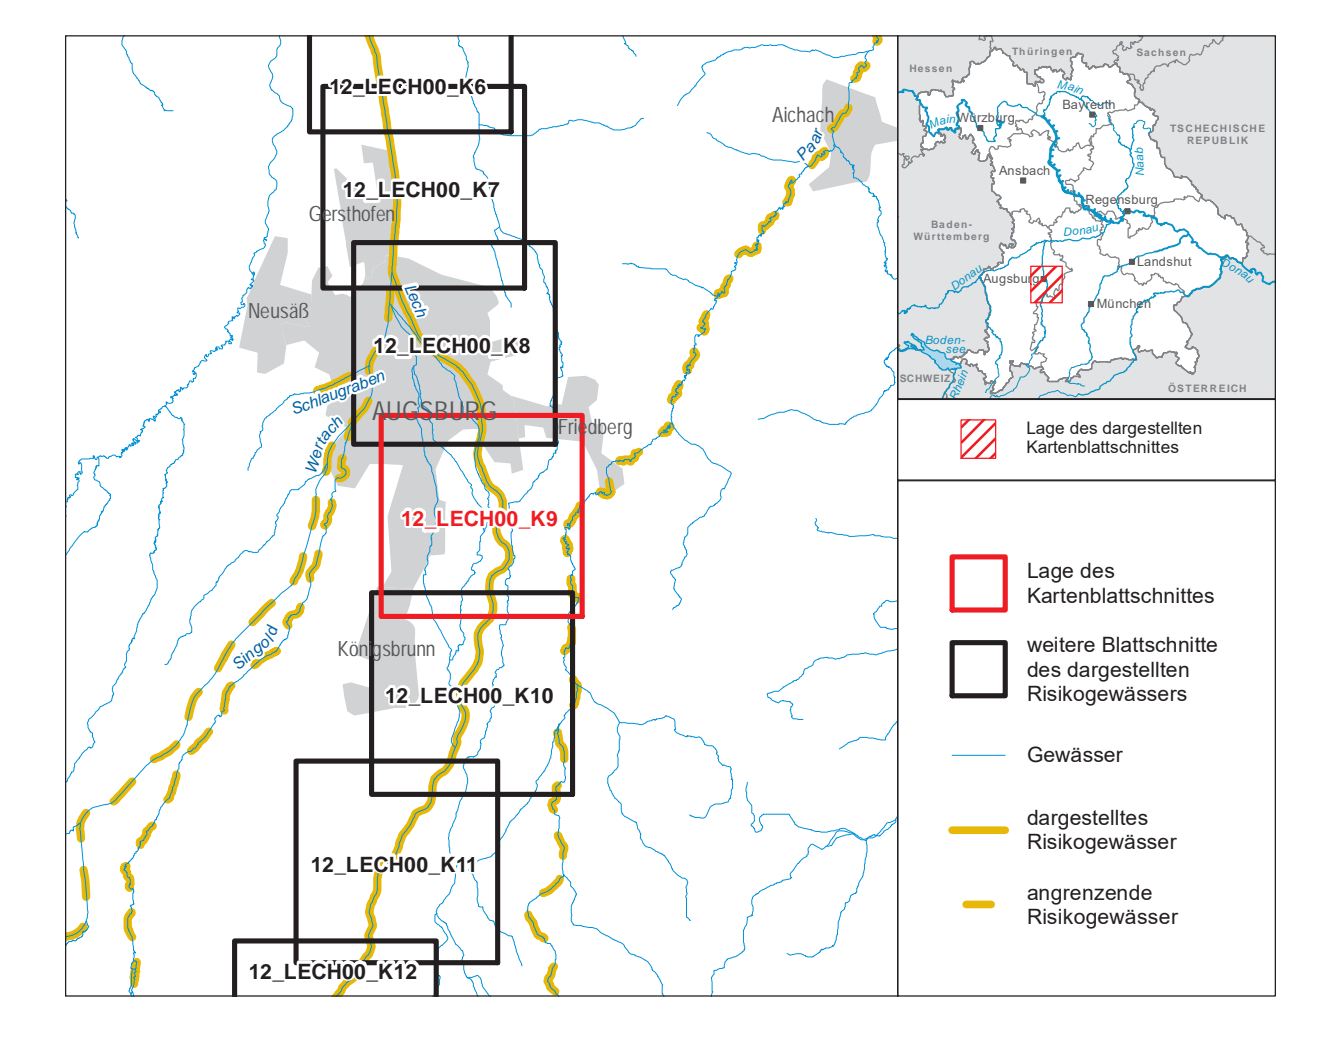 12_LECH00_K6
Aichach
Paar
12_LECH00_K7
Gersthofen
Lech
Neusäß
12_LECH00_K8
Schlaugraben
AUGSBURG
Friedberg
Wertach
12_LECH00_K9
Singold
Königsbrunn
12_LECH00_K10
12_LECH00_K11
12_LECH00_K12
Thüringen
Sachsen
Hessen
Main
Bayreuth
Main
Würzburg
TSCHECHISCHE
REPUBLIK
Naab
Ansbach
Regensburg
Baden-
Württemberg
Donau
Landshut
Donau
Donau
Augsburg
München
Boden-
see
SCHWEIZ
Rhein
ÖSTERREICH
Lage des dargestellten
Kartenblattschnittes
Lage des
Kartenblattschnittes
weitere Blattschnitte
des dargestellten
Risikogewässers
Gewässer
dargestelltes
Risikogewässer
angrenzende
Risikogewässer